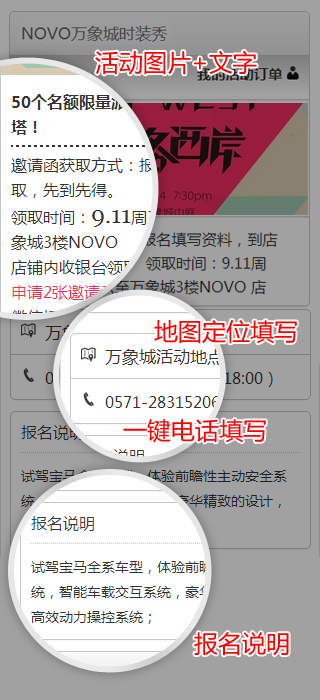 NOVO万象城时装秀
活动图片+文字
我的活动订单
50个名额限量派
塔！
WEST
洛西岸
7:30pm
邀请函获取方式：报
取，先到先得。
领取时间：9.11周
象城3楼NOVO
店铺内收银台领取
申请2张邀请
报名填写资料，到店
领取时间：9.11周
至万象城3楼NOVO 店
地图定位填写
万象城活动地点
0571-28315206
18:00 )
一键电话填写
报名说明
试驾宝马全系车型，体验前瞻性主动安全系
统，
豪华精致的设计，
报名说明
试驾宝马全系车型，体验前瞻
统，智能车载交互系统，豪华
高效动力操控系统；
报名说明